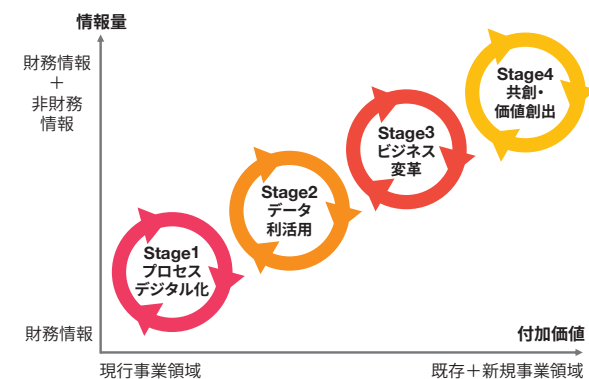 情報量
財務情報
＋
非財務
情報
Stage4
共創・
価値創出
Stage3
ビジネス
変革
Stage2
データ
利活用
Stage1
プロセス
デジタル化
財務情報
付加価値
現行事業領域
既存＋新規事業領域